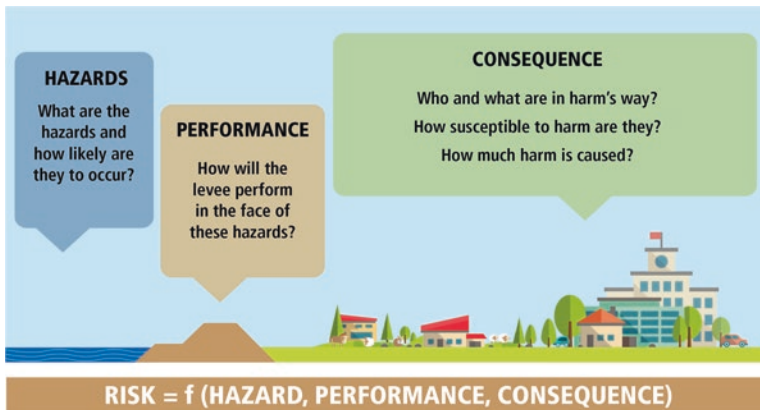 HAZARDS
What are the
hazards and
how likely are
they to occur?
PERFORMANCE
How will the
levee perform
in the face of
these hazards?
CONSEQUENCE
Who and what are in harm’s way?
How susceptible to harm are they?
How much harm is caused?
RISK = f (HAZARD, PERFORMANCE, CONSEQUENCE)